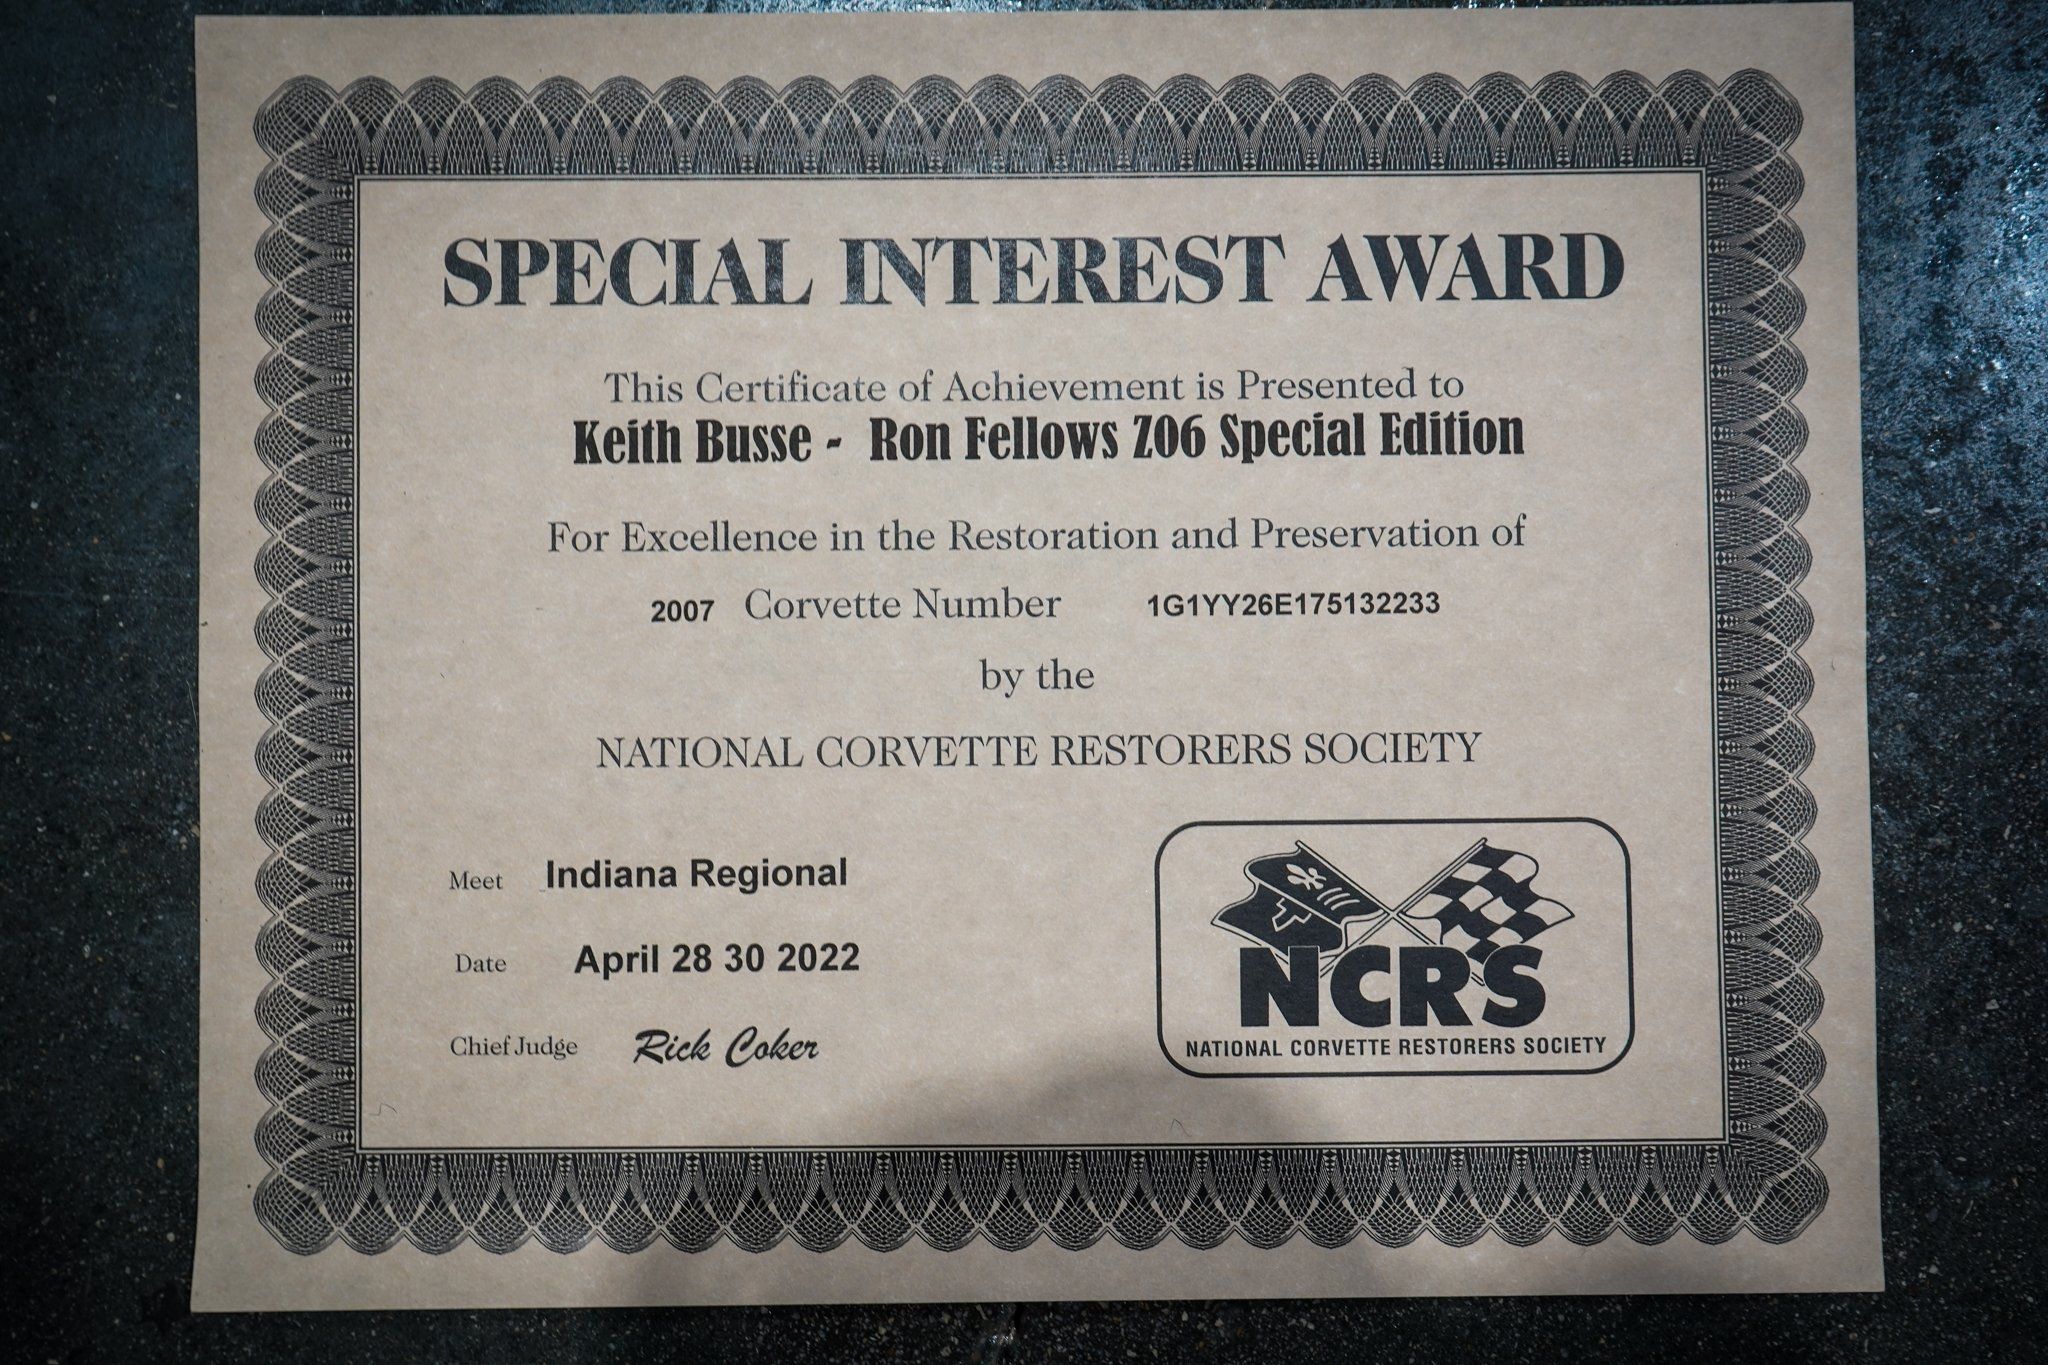 SPECIAL INTEREST AWARD
This Certificate of Achievement is Presented to
Keith Busse - Ron Fellows Z06 Special Edition
For Excellence in the Restoration and Preservation of
2007 Corvette Number 1G1YY26E175132233
by the
NATIONAL CORVETTE RESTORERS SOCIETY
Meet Indiana Regional
Date April 28 30 2022
Chief Judge Rick Coker
NCRS
NATIONAL CORVETTE RESTORERS SOCIETY